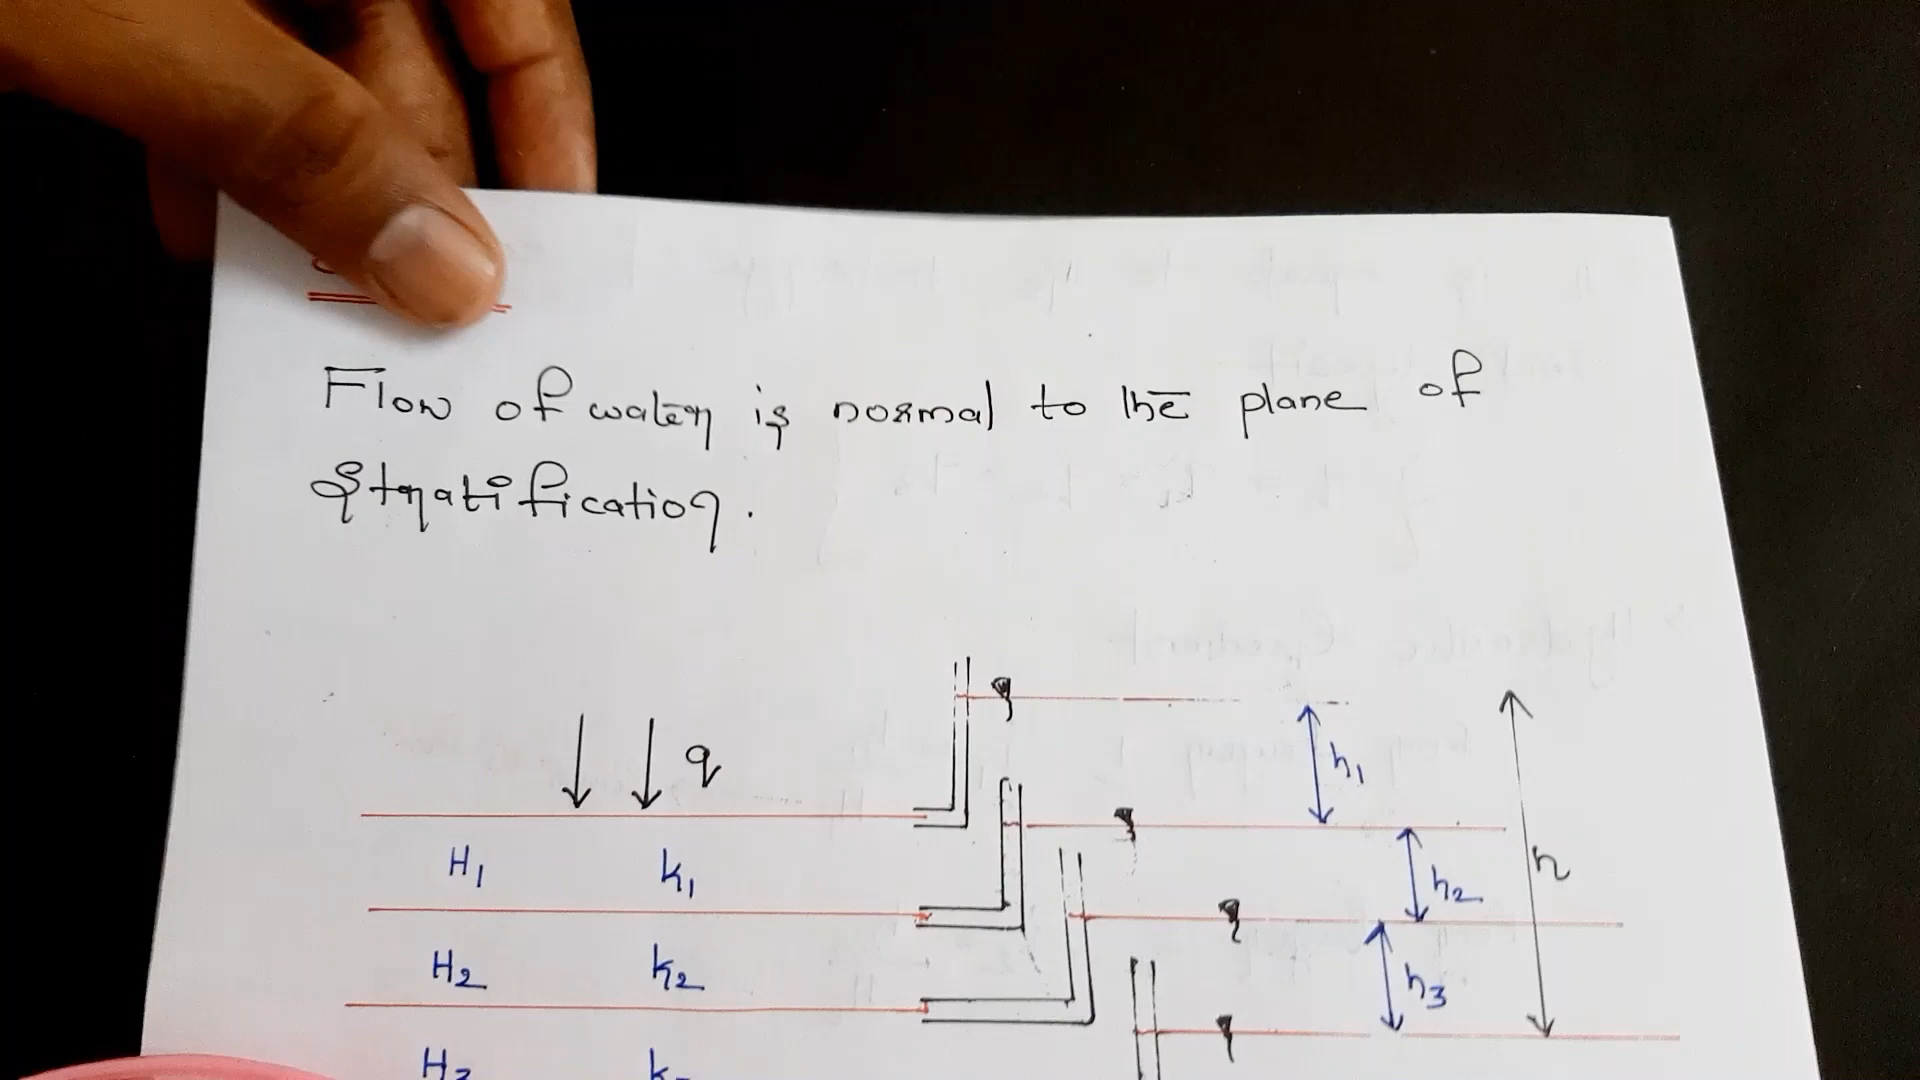 Flow of water is normal to the plane of
Stratification.
q
h1
H1 k1
h2
h
H2 k2
h3